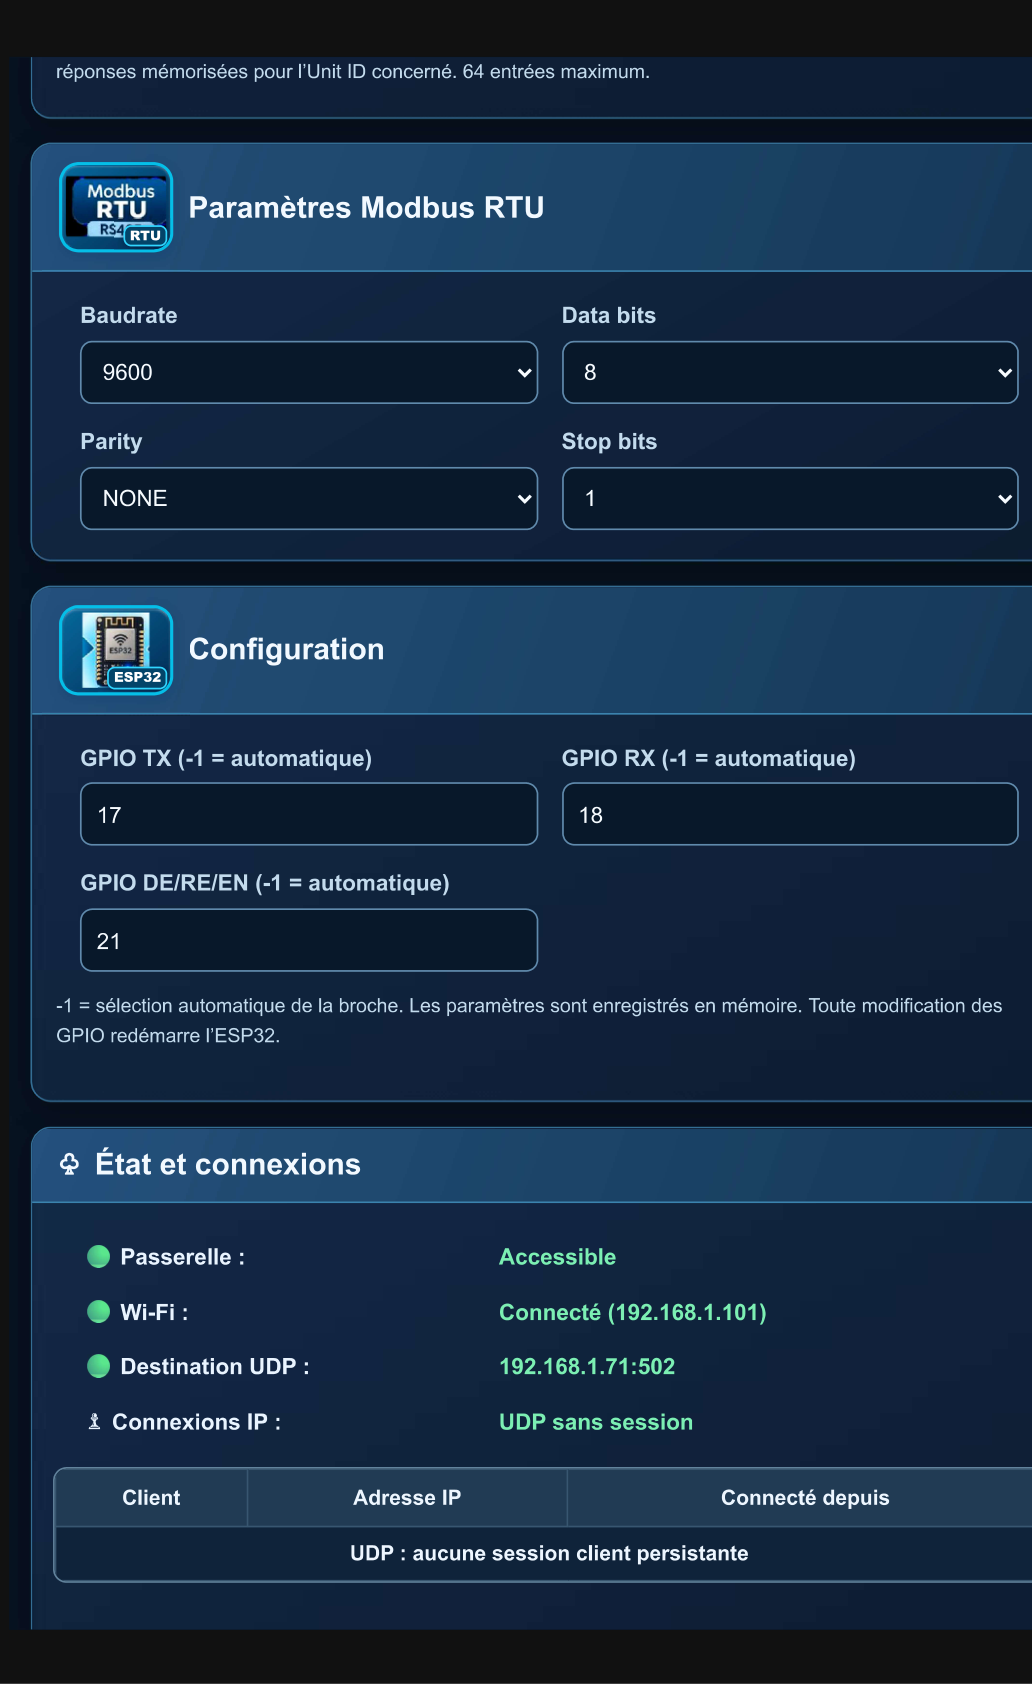 réponses mémorisées pour l'Unit ID concerné. 64 entrées maximum.
Modbus
RTU
RTU
Paramètres Modbus RTU
Baudrate
Data bits
9600
8
Parity
Stop bits
NONE
1
ESP32
ESP32
Configuration
GPIO TX (-1 = automatique)
GPIO RX (-1 = automatique)
17
18
GPIO DE/RE/EN (-1 = automatique)
21
-1 = sélection automatique de la broche. Les paramètres sont enregistrés en mémoire. Toute modification des
GPIO redémarre l'ESP32.
État et connexions
Passerelle :
Accessible
Wi-Fi :
Connecté (192.168.1.101)
Destination UDP :
192.168.1.71:502
Connexions IP :
UDP sans session
Client
Adresse IP
Connecté depuis
UDP : aucune session client persistante